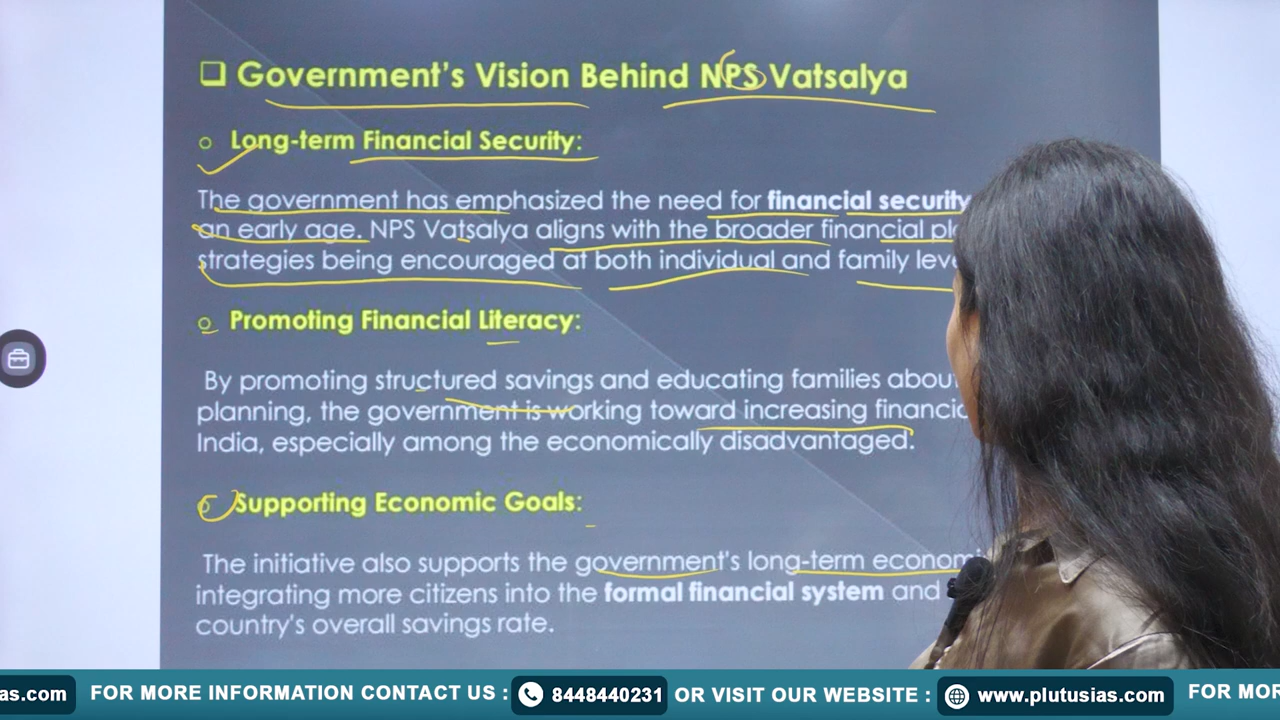 ❑ Government's Vision Behind NPS Vatsalya
o Long-term Financial Security:
The government has emphasized the need for financial security
an early age. NPS Vatsalya aligns with the broader financial
strategies being encouraged at both individual and family
o Promoting Financial Literacy:
By promoting structured savings and educating families
planning, the government is working toward increasing
India, especially among the economically disadvantaged.
o Supporting Economic Goals:
The initiative also supports the government's long-term
integrating more citizens into the formal financial system and
country's overall savings rate.
as.com FOR MORE INFORMATION CONTACT US : 8448440231 OR VISIT OUR WEBSITE : www.plutusias.com FOR MOR